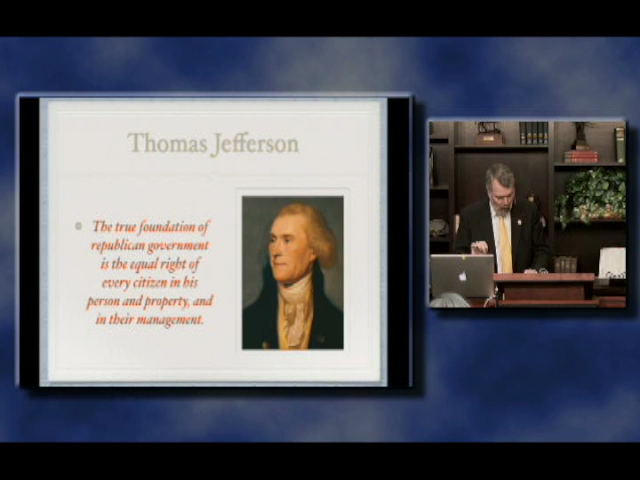 Thomas Jefferson
The true foundation of
republican government
is the equal right of
every citizen in his
person and property, and
in their management.